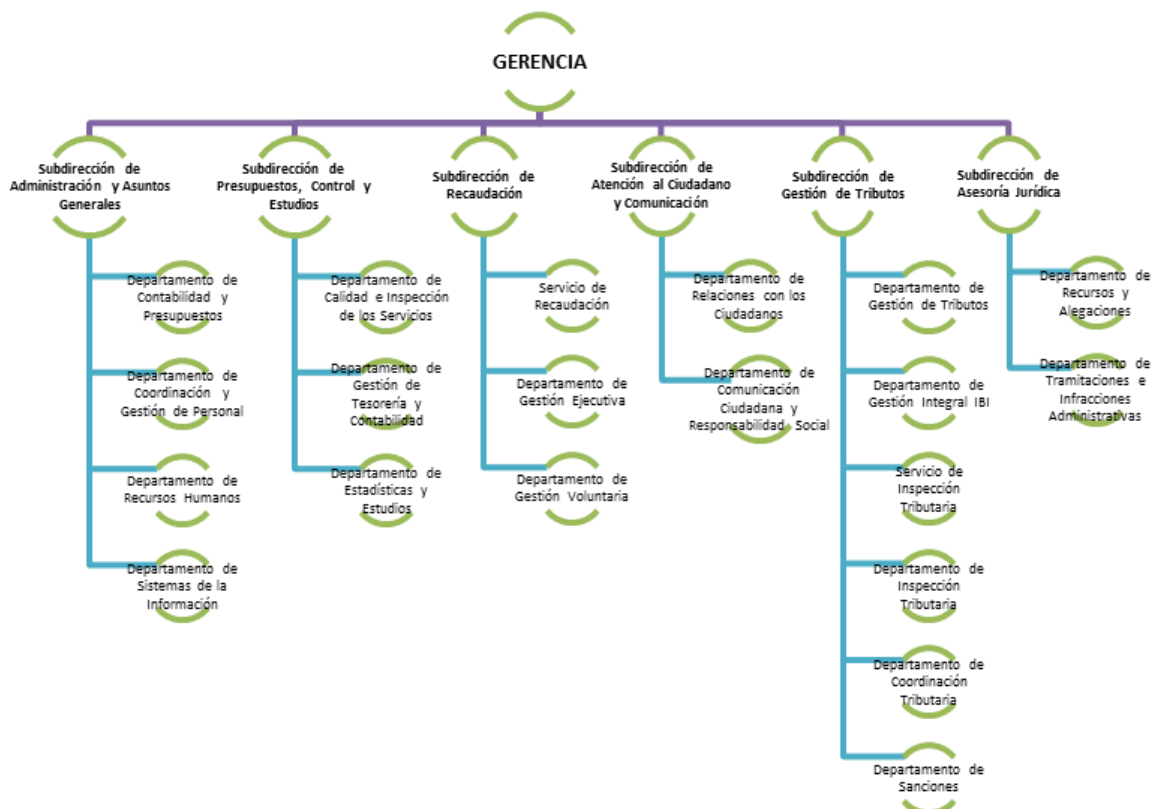 GERENCIA
Subdirección de
Administración y Asuntos
Generales
Departamento de
Contabilidad y
Presupuestos
Departamento de
Coordinación y
Gestión de Personal
Departamento de
Recursos Humanos
Departamento de
Sistemas de la
Información
Subdirección de
Presupuestos, Control y
Estudios
Departamento de
Calidad e Inspección
de los Servicios
Departamento de
Gestión de
Tesorería y
Contabilidad
Departamento de
Estadísticas y
Estudios
Subdirección de
Recaudación
Servicio de
Recaudación
Departamento de
Gestión Ejecutiva
Departamento de
Gestión Voluntaria
Subdirección de
Atención al Ciudadano
y Comunicación
Departamento de
Relaciones con los
Ciudadanos
Departamento de
Comunicación
Ciudadana y
Responsabilidad Social
Subdirección de
Gestión de Tributos
Departamento de
Gestión de Tributos
Departamento de
Gestión Integral IBI
Servicio de
Inspección
Tributaria
Departamento de
Inspección
Tributaria
Departamento de
Coordinación
Tributaria
Departamento de
Sanciones
Subdirección de
Asesoría Jurídica
Departamento de
Recursos y
Alegaciones
Departamento de
Tramitaciones e
Infracciones
Administrativas